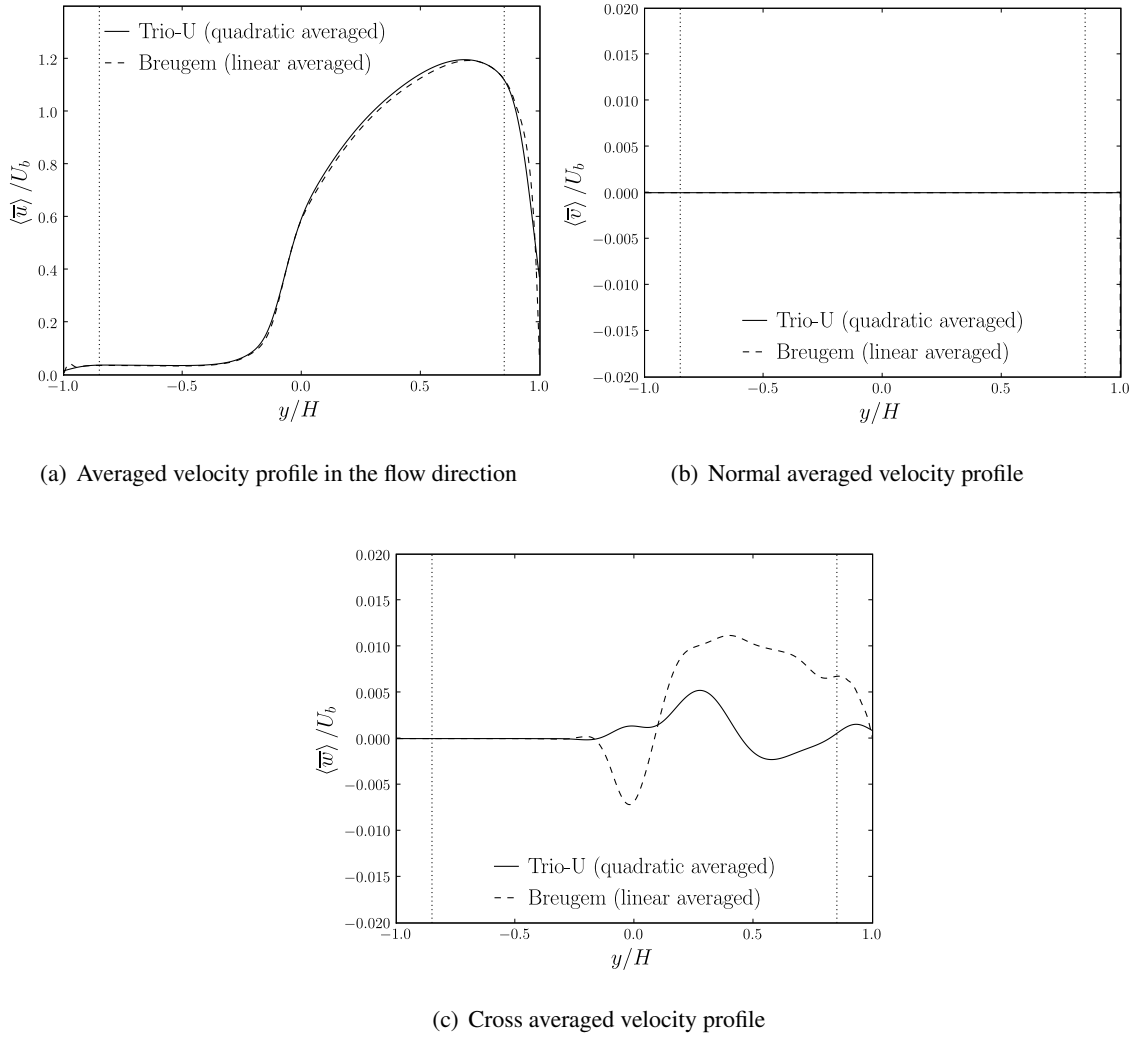 Trio-U (quadratic averaged)
Breugem (linear averaged)
1.2
1.0
0.8
0.6
0.4
0.2
0.0
⟨u̅⟩ /U_b
−1.0 −0.5 0.0 0.5 1.0
y/H
(a) Averaged velocity profile in the flow direction
0.020
0.015
0.010
0.005
0.000
−0.005
−0.010
−0.015
−0.020
⟨v̅⟩ /U_b
Trio-U (quadratic averaged)
Breugem (linear averaged)
−1.0 −0.5 0.0 0.5 1.0
y/H
(b) Normal averaged velocity profile
0.020
0.015
0.010
0.005
0.000
−0.005
−0.010
−0.015
−0.020
⟨w̅⟩ /U_b
Trio-U (quadratic averaged)
Breugem (linear averaged)
−1.0 −0.5 0.0 0.5 1.0
y/H
(c) Cross averaged velocity profile